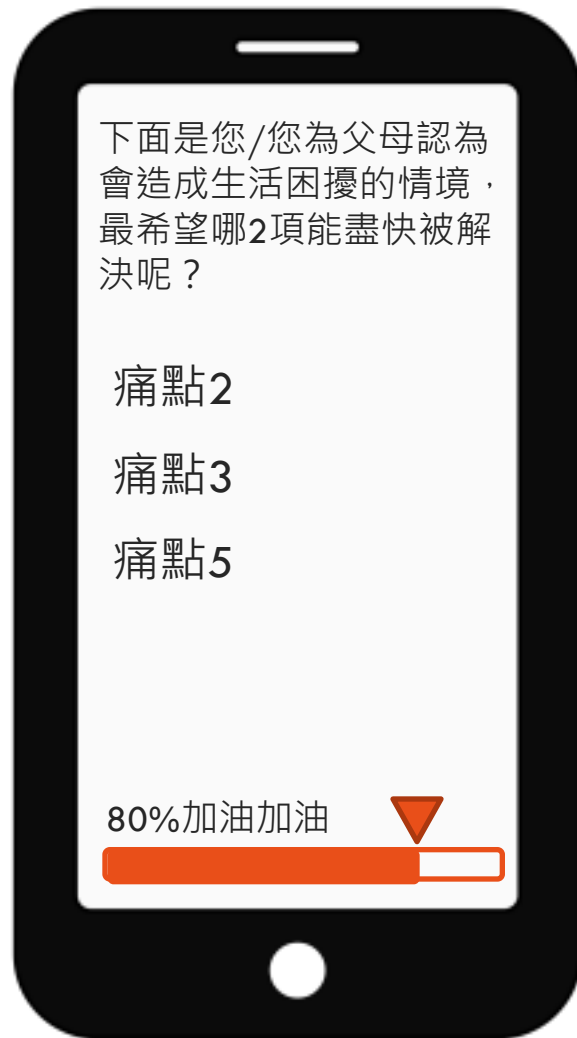 下面是您/您為父母認為
會造成生活困擾的情境，
最希望哪2項能盡快被解
決呢？
痛點2
痛點3
痛點5
80%加油加油